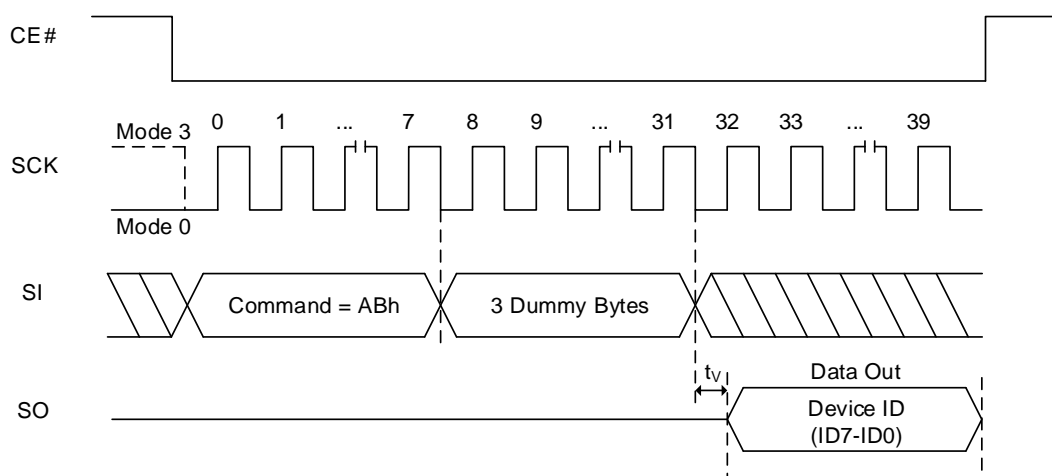 CE#
0 1 ... 7 8 9 ... 31 32 33 ... 39
Mode 3
SCK
Mode 0
SI
Command = ABh
3 Dummy Bytes
tV
Data Out
SO
Device ID
(ID7-ID0)